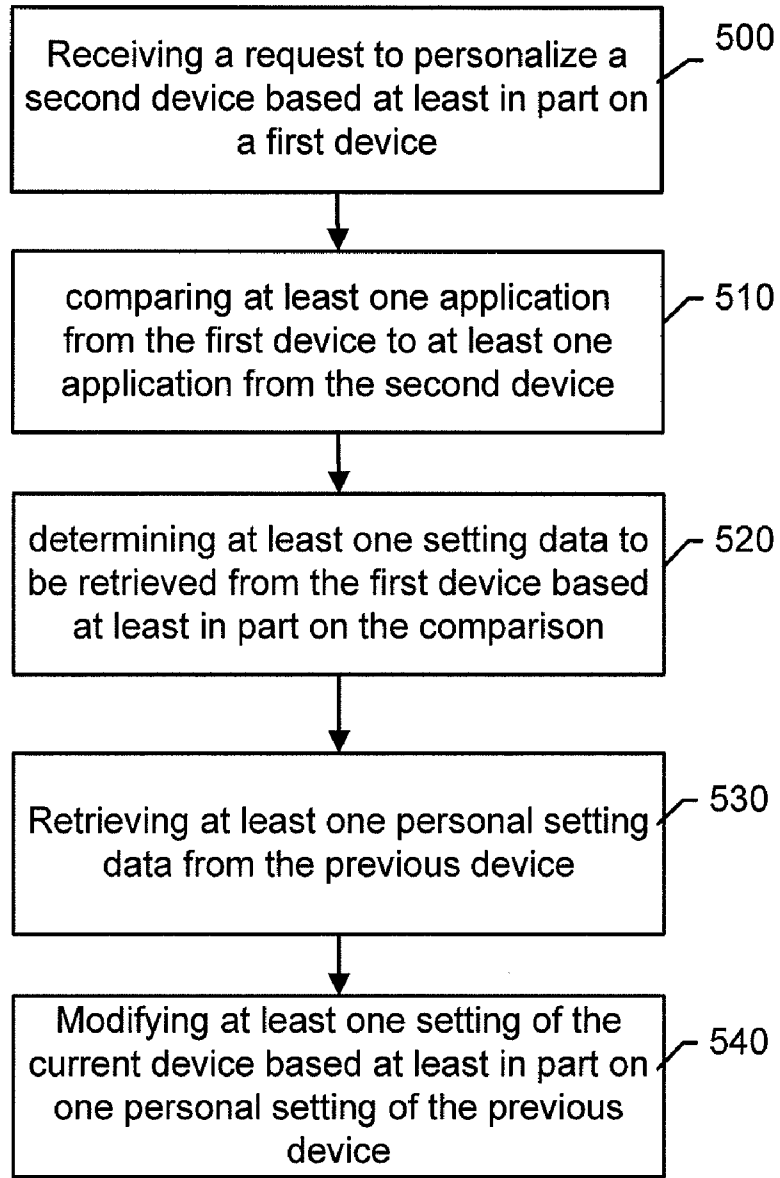 Receiving a request to personalize a
second device based at least in part on
a first device
500
comparing at least one application
from the first device to at least one
application from the second device
510
determining at least one setting data to
be retrieved from the first device based
at least in part on the comparison
520
Retrieving at least one personal setting
data from the previous device
530
Modifying at least one setting of the
current device based at least in part on
one personal setting of the previous
device
540